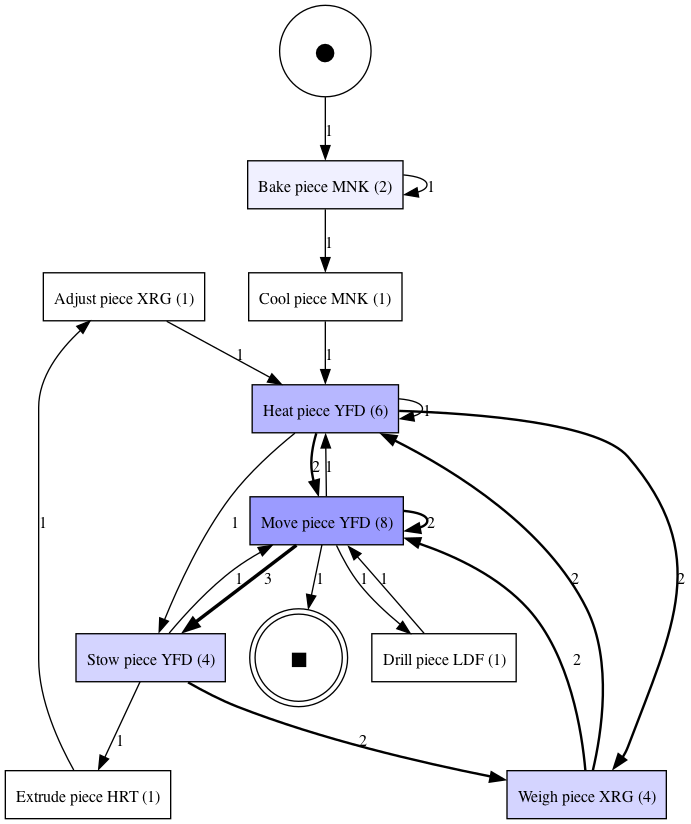 1
Bake piece MNK (2)
1
1
Adjust piece XRG (1)
Cool piece MNK (1)
1
1
Heat piece YFD (6)
1
2
1
1
Move piece YFD (8)
2
1
1
3
1
1
1
2
2
Stow piece YFD (4)
Drill piece LDF (1)
2
1
2
Extrude piece HRT (1)
Weigh piece XRG (4)